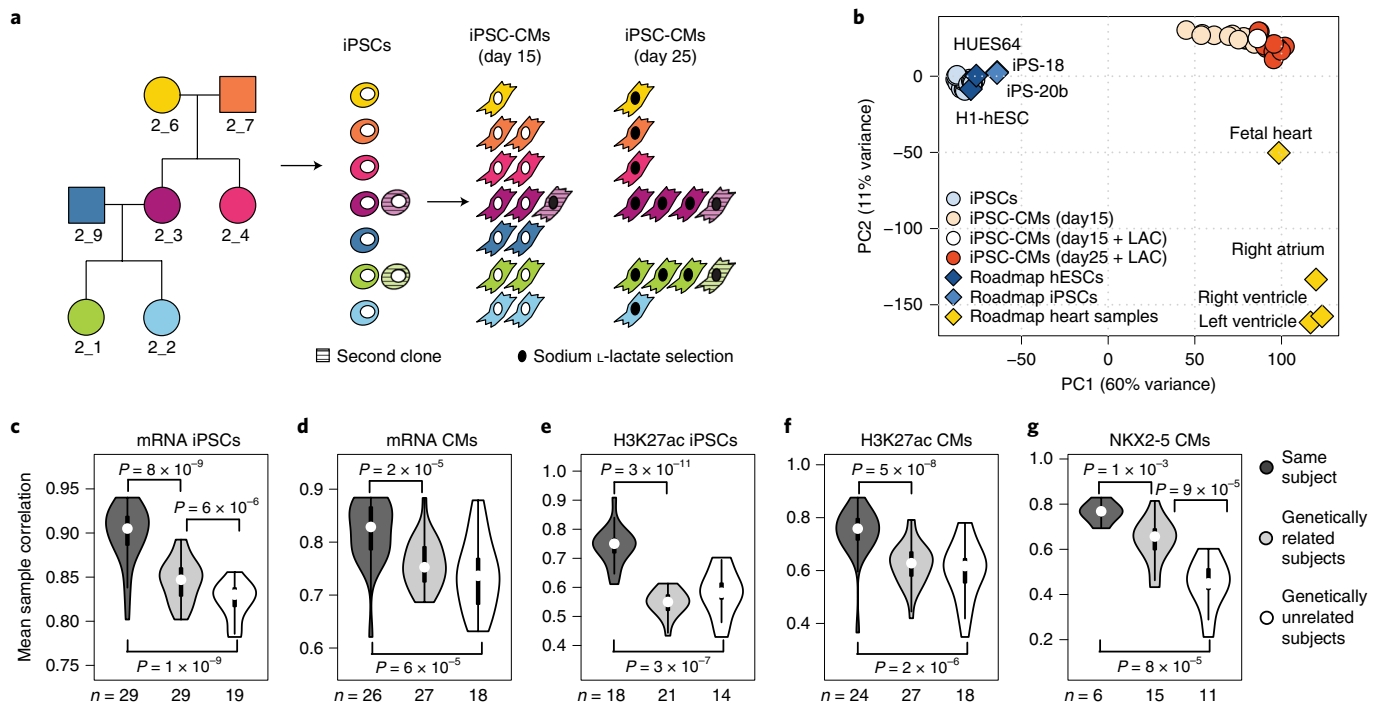 a
iPSCs
iPSC-CMs
(day 15)
iPSC-CMs
(day 25)
2_6
2_7
2_9
2_3
2_4
2_1
2_2
Second clone
Sodium L-lactate selection
b
PC2 (11% variance)
0
−50
−100
−150
HUES64
iPS-18
iPS-20b
H1-hESC
Fetal heart
Right atrium
Right ventricle
Left ventricle
iPSCs
iPSC-CMs (day15)
iPSC-CMs (day15 + LAC)
iPSC-CMs (day25 + LAC)
Roadmap hESCs
Roadmap iPSCs
Roadmap heart samples
−50
0
50
100
PC1 (60% variance)
c
mRNA iPSCs
Mean sample correlation
0.95
0.90
0.85
0.80
0.75
P = 8 × 10⁻⁹
P = 6 × 10⁻⁶
P = 1 × 10⁻⁹
n = 29
29
19
d
mRNA CMs
0.9
0.8
0.7
0.6
P = 2 × 10⁻⁵
P = 6 × 10⁻⁵
n = 26
27
18
e
H3K27ac iPSCs
1.0
0.9
0.8
0.7
0.6
0.5
0.4
P = 3 × 10⁻¹¹
P = 3 × 10⁻⁷
n = 18
21
14
f
H3K27ac CMs
1.0
0.8
0.6
0.4
P = 5 × 10⁻⁸
P = 2 × 10⁻⁶
n = 24
27
18
g
NKX2-5 CMs
1.0
0.8
0.6
0.4
0.2
P = 1 × 10⁻³
P = 9 × 10⁻⁵
P = 8 × 10⁻⁵
n = 6
15
11
Same
subject
Genetically
related
subjects
Genetically
unrelated
subjects